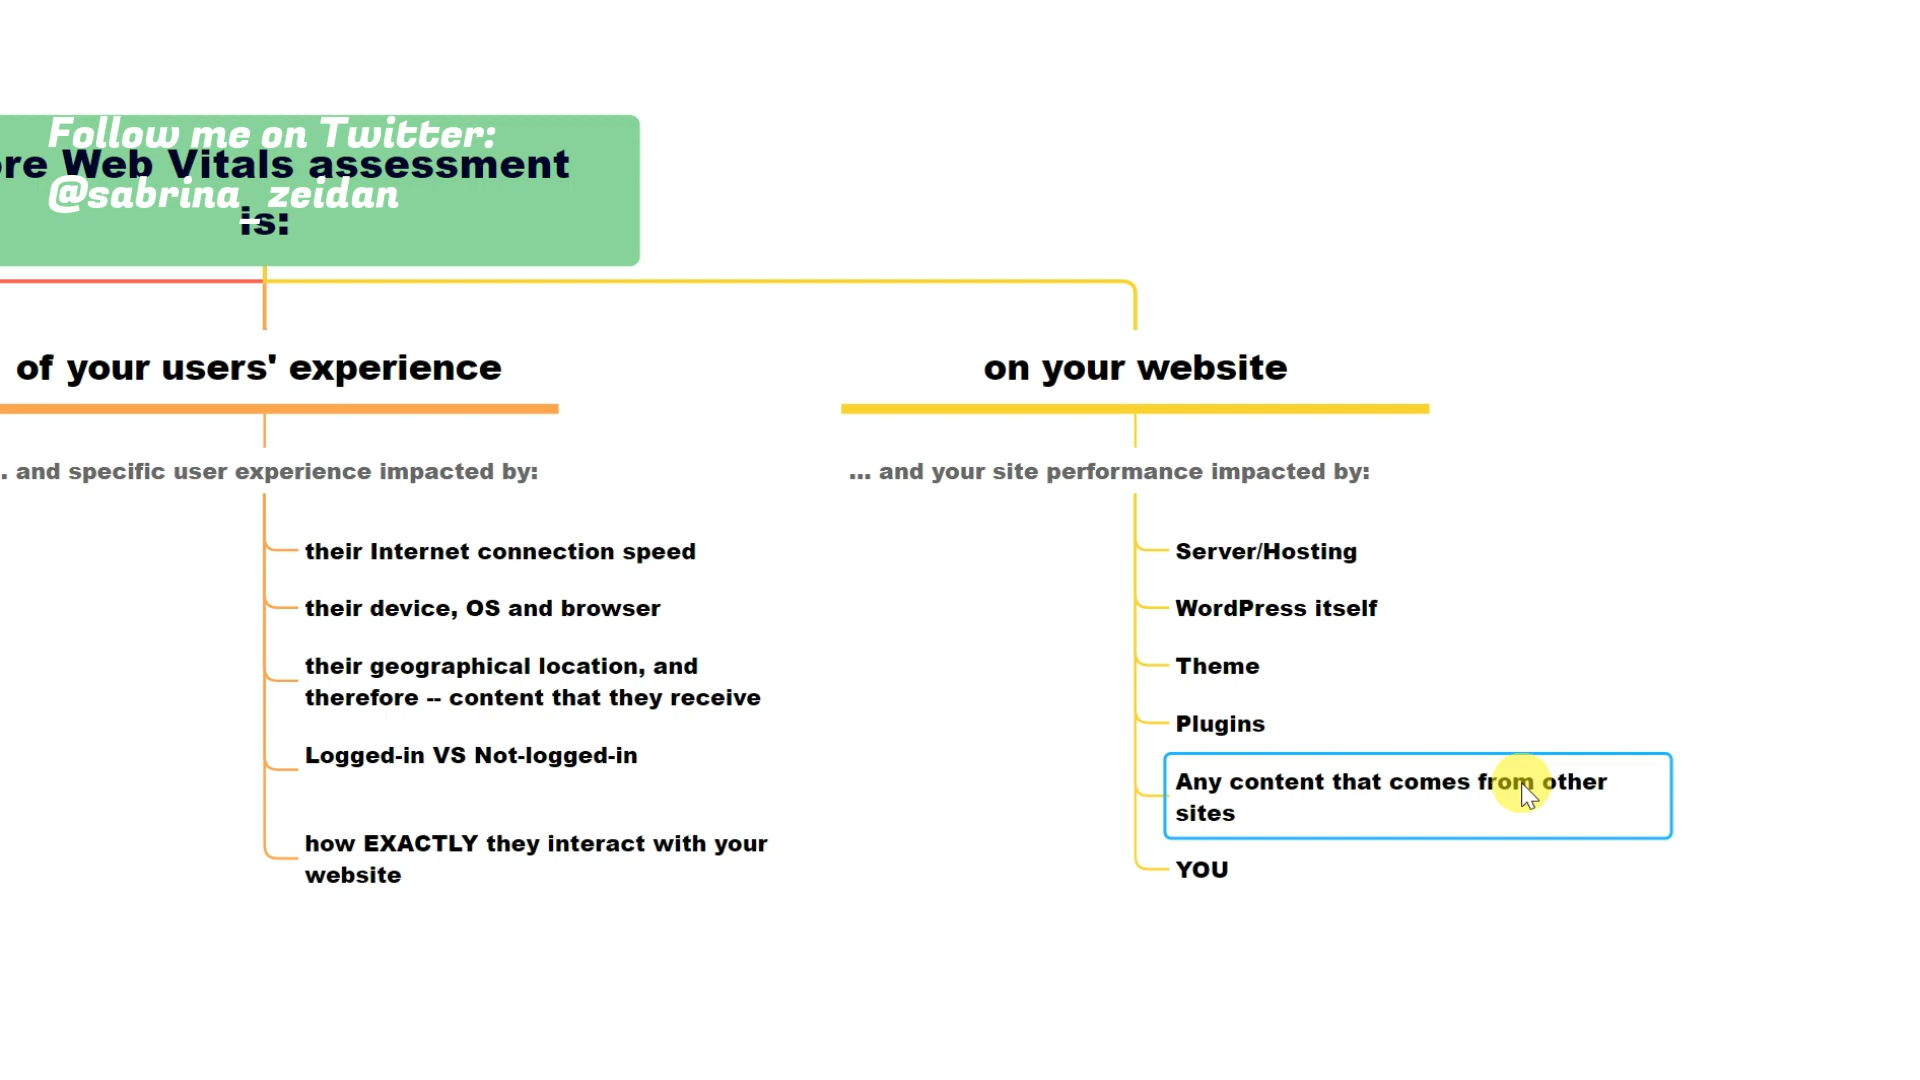 Follow me on Twitter:
@sabrina_zeidan
re Web Vitals assessment
is:
of your users' experience
. and specific user experience impacted by:
their Internet connection speed
their device, OS and browser
their geographical location, and
therefore -- content that they receive
Logged-in VS Not-logged-in
how EXACTLY they interact with your
website
on your website
... and your site performance impacted by:
Server/Hosting
WordPress itself
Theme
Plugins
Any content that comes from other
sites
YOU